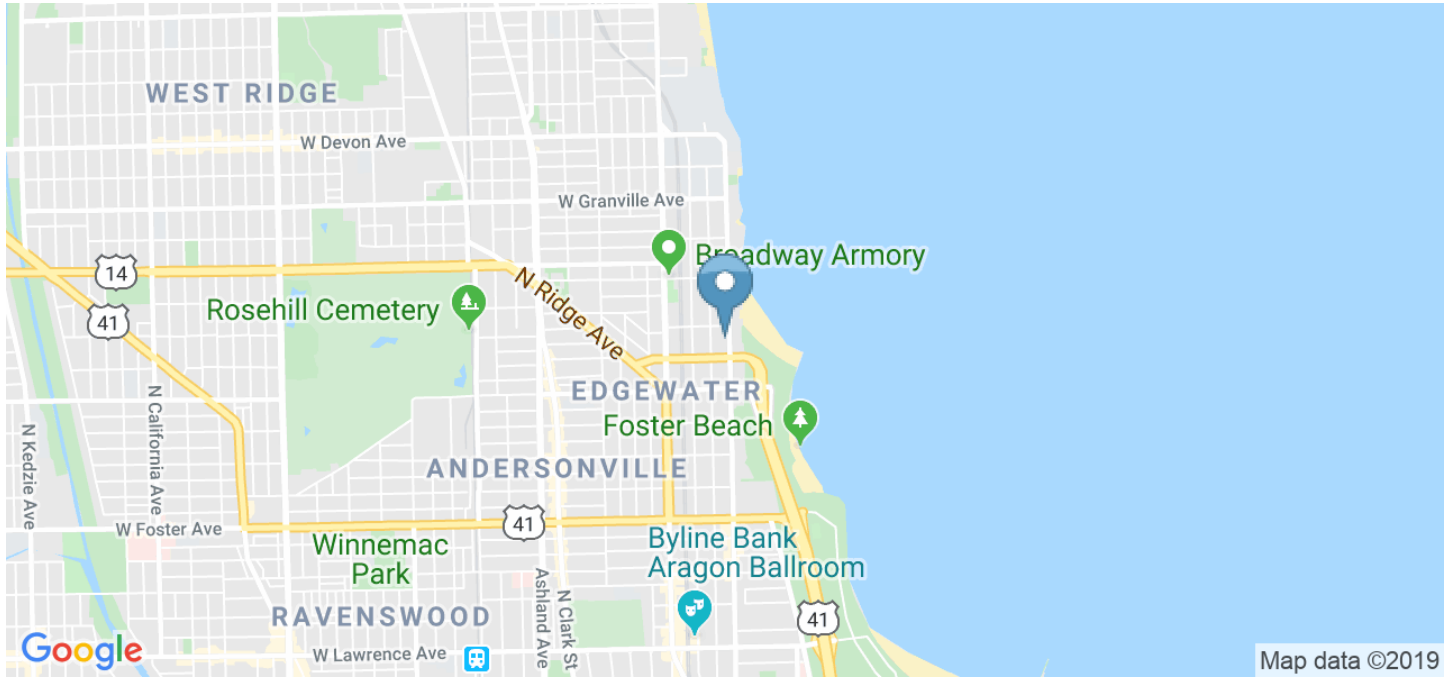 WEST RIDGE
W Devon Ave
W Granville Ave
Broadway Armory
14
N Ridge Ave
41
Rosehill Cemetery
EDGEWATER
N California Ave
Foster Beach
N Kedzie Ave
ANDERSONVILLE
W Foster Ave
41
Winnemac
Park
Byline Bank
Aragon Ballroom
Ashland Ave
N Clark St
RAVENSWOOD
41
Google
W Lawrence Ave
Map data ©2019